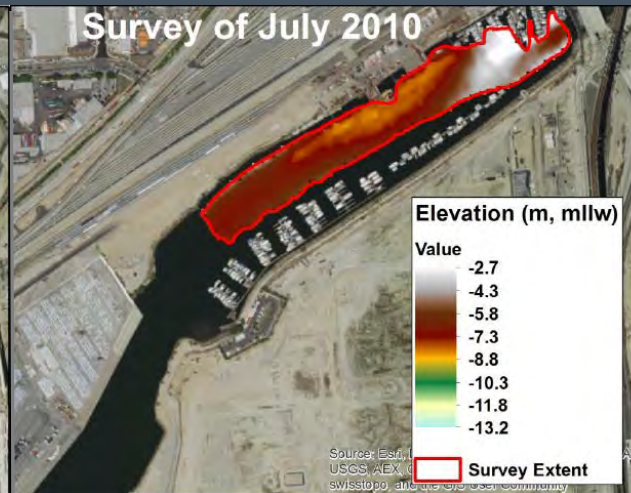 Survey of July 2010
Elevation (m, mllw)
Value
-2.7
-4.3
-5.8
-7.3
-8.8
-10.3
-11.8
-13.2
Survey Extent
Source: Esri,
USGS, AEX,
swisstopo, and the GIS User Community